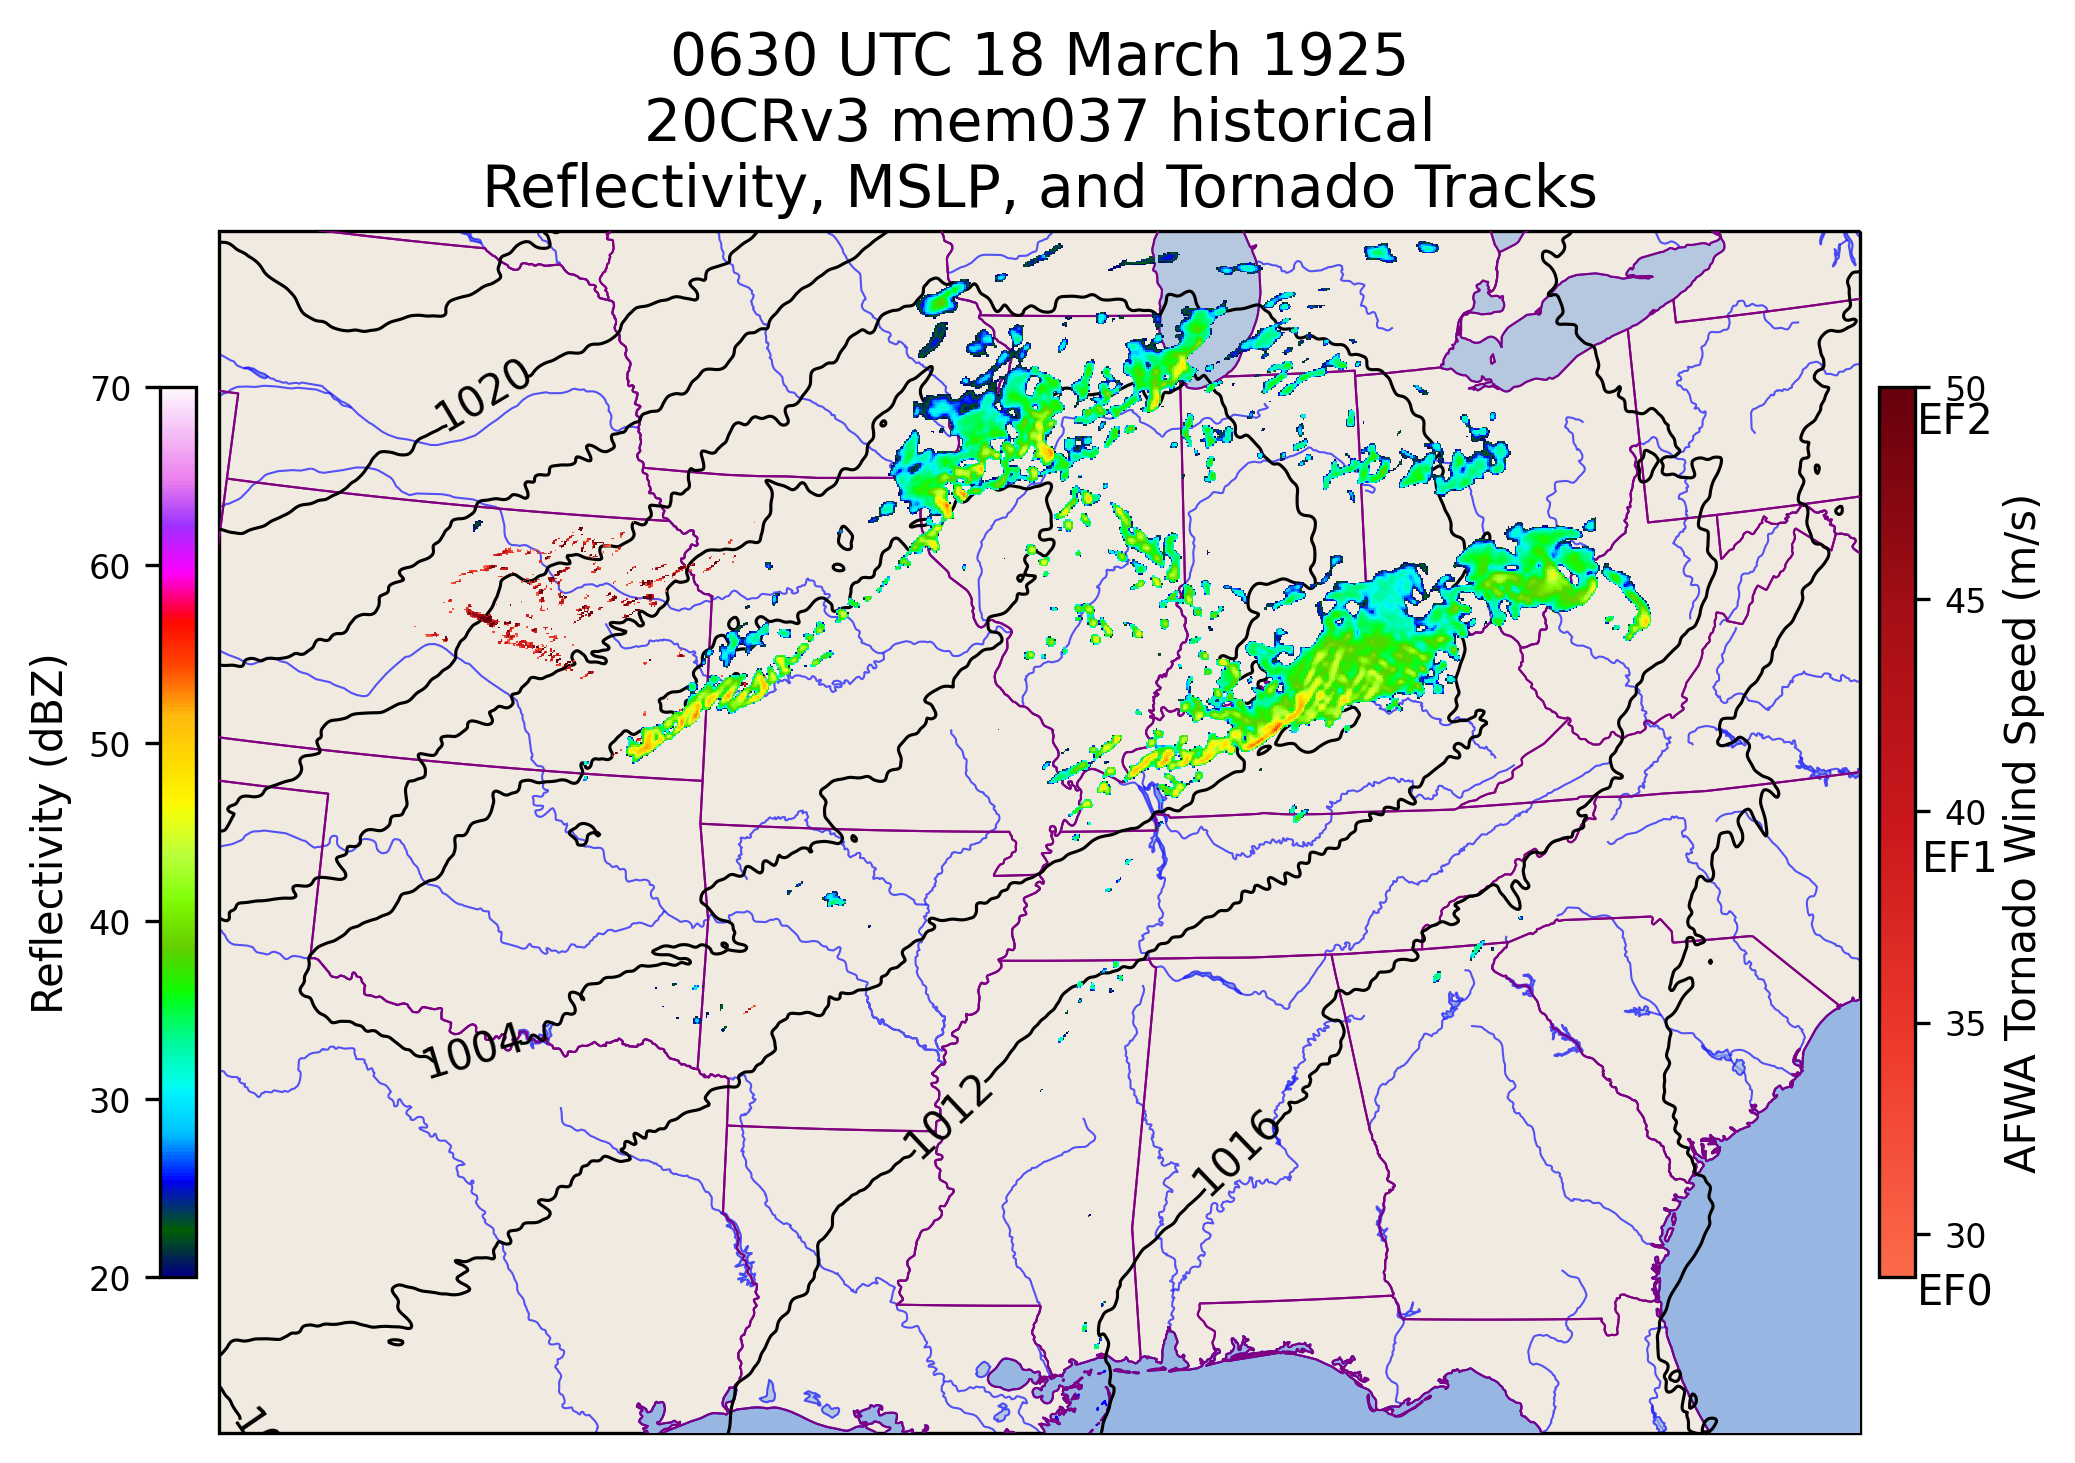 0630 UTC 18 March 1925
20CRv3 mem037 historical
Reflectivity, MSLP, and Tornado Tracks
Reflectivity (dBZ)
70
60
50
40
30
20
1020
1004
1012
1016
50
EF2
45
40
EF1
35
30
EF0
AFWA Tornado Wind Speed (m/s)